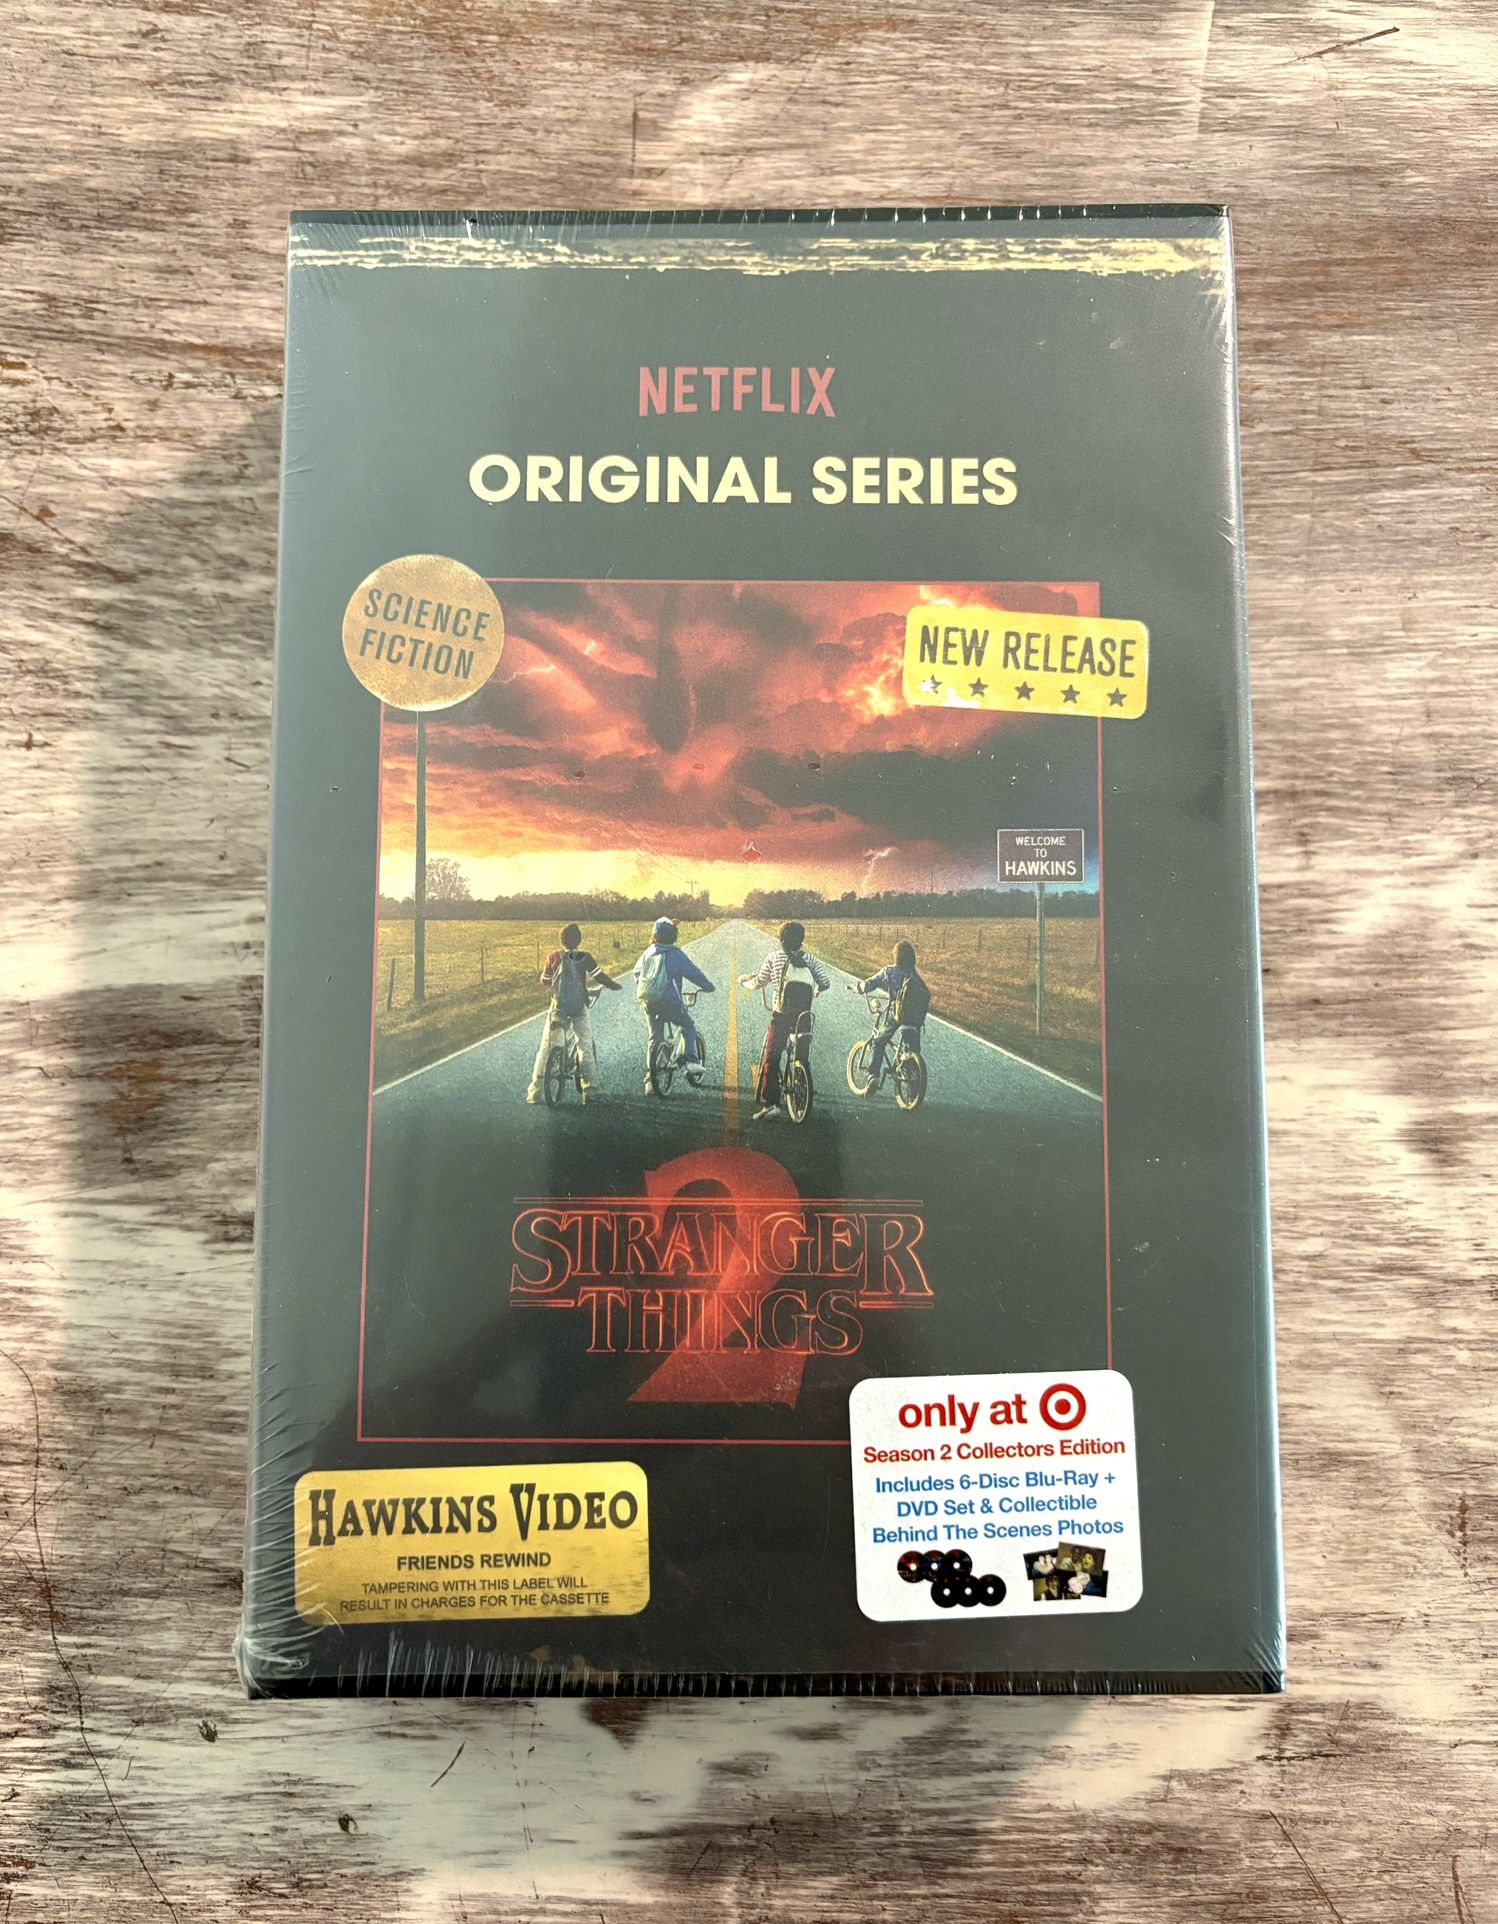 NETFLIX
ORIGINAL SERIES
SCIENCE
FICTION
NEW RELEASE
WELCOME
TO
HAWKINS
2
STRANGER
THINGS
only at
Season 2 Collectors Edition
Includes 6-Disc Blu-Ray +
DVD Set & Collectible
Behind The Scenes Photos
HAWKINS VIDEO
FRIENDS REWIND
TAMPERING WITH THIS LABEL WILL
RESULT IN CHARGES FOR THE CASSETTE